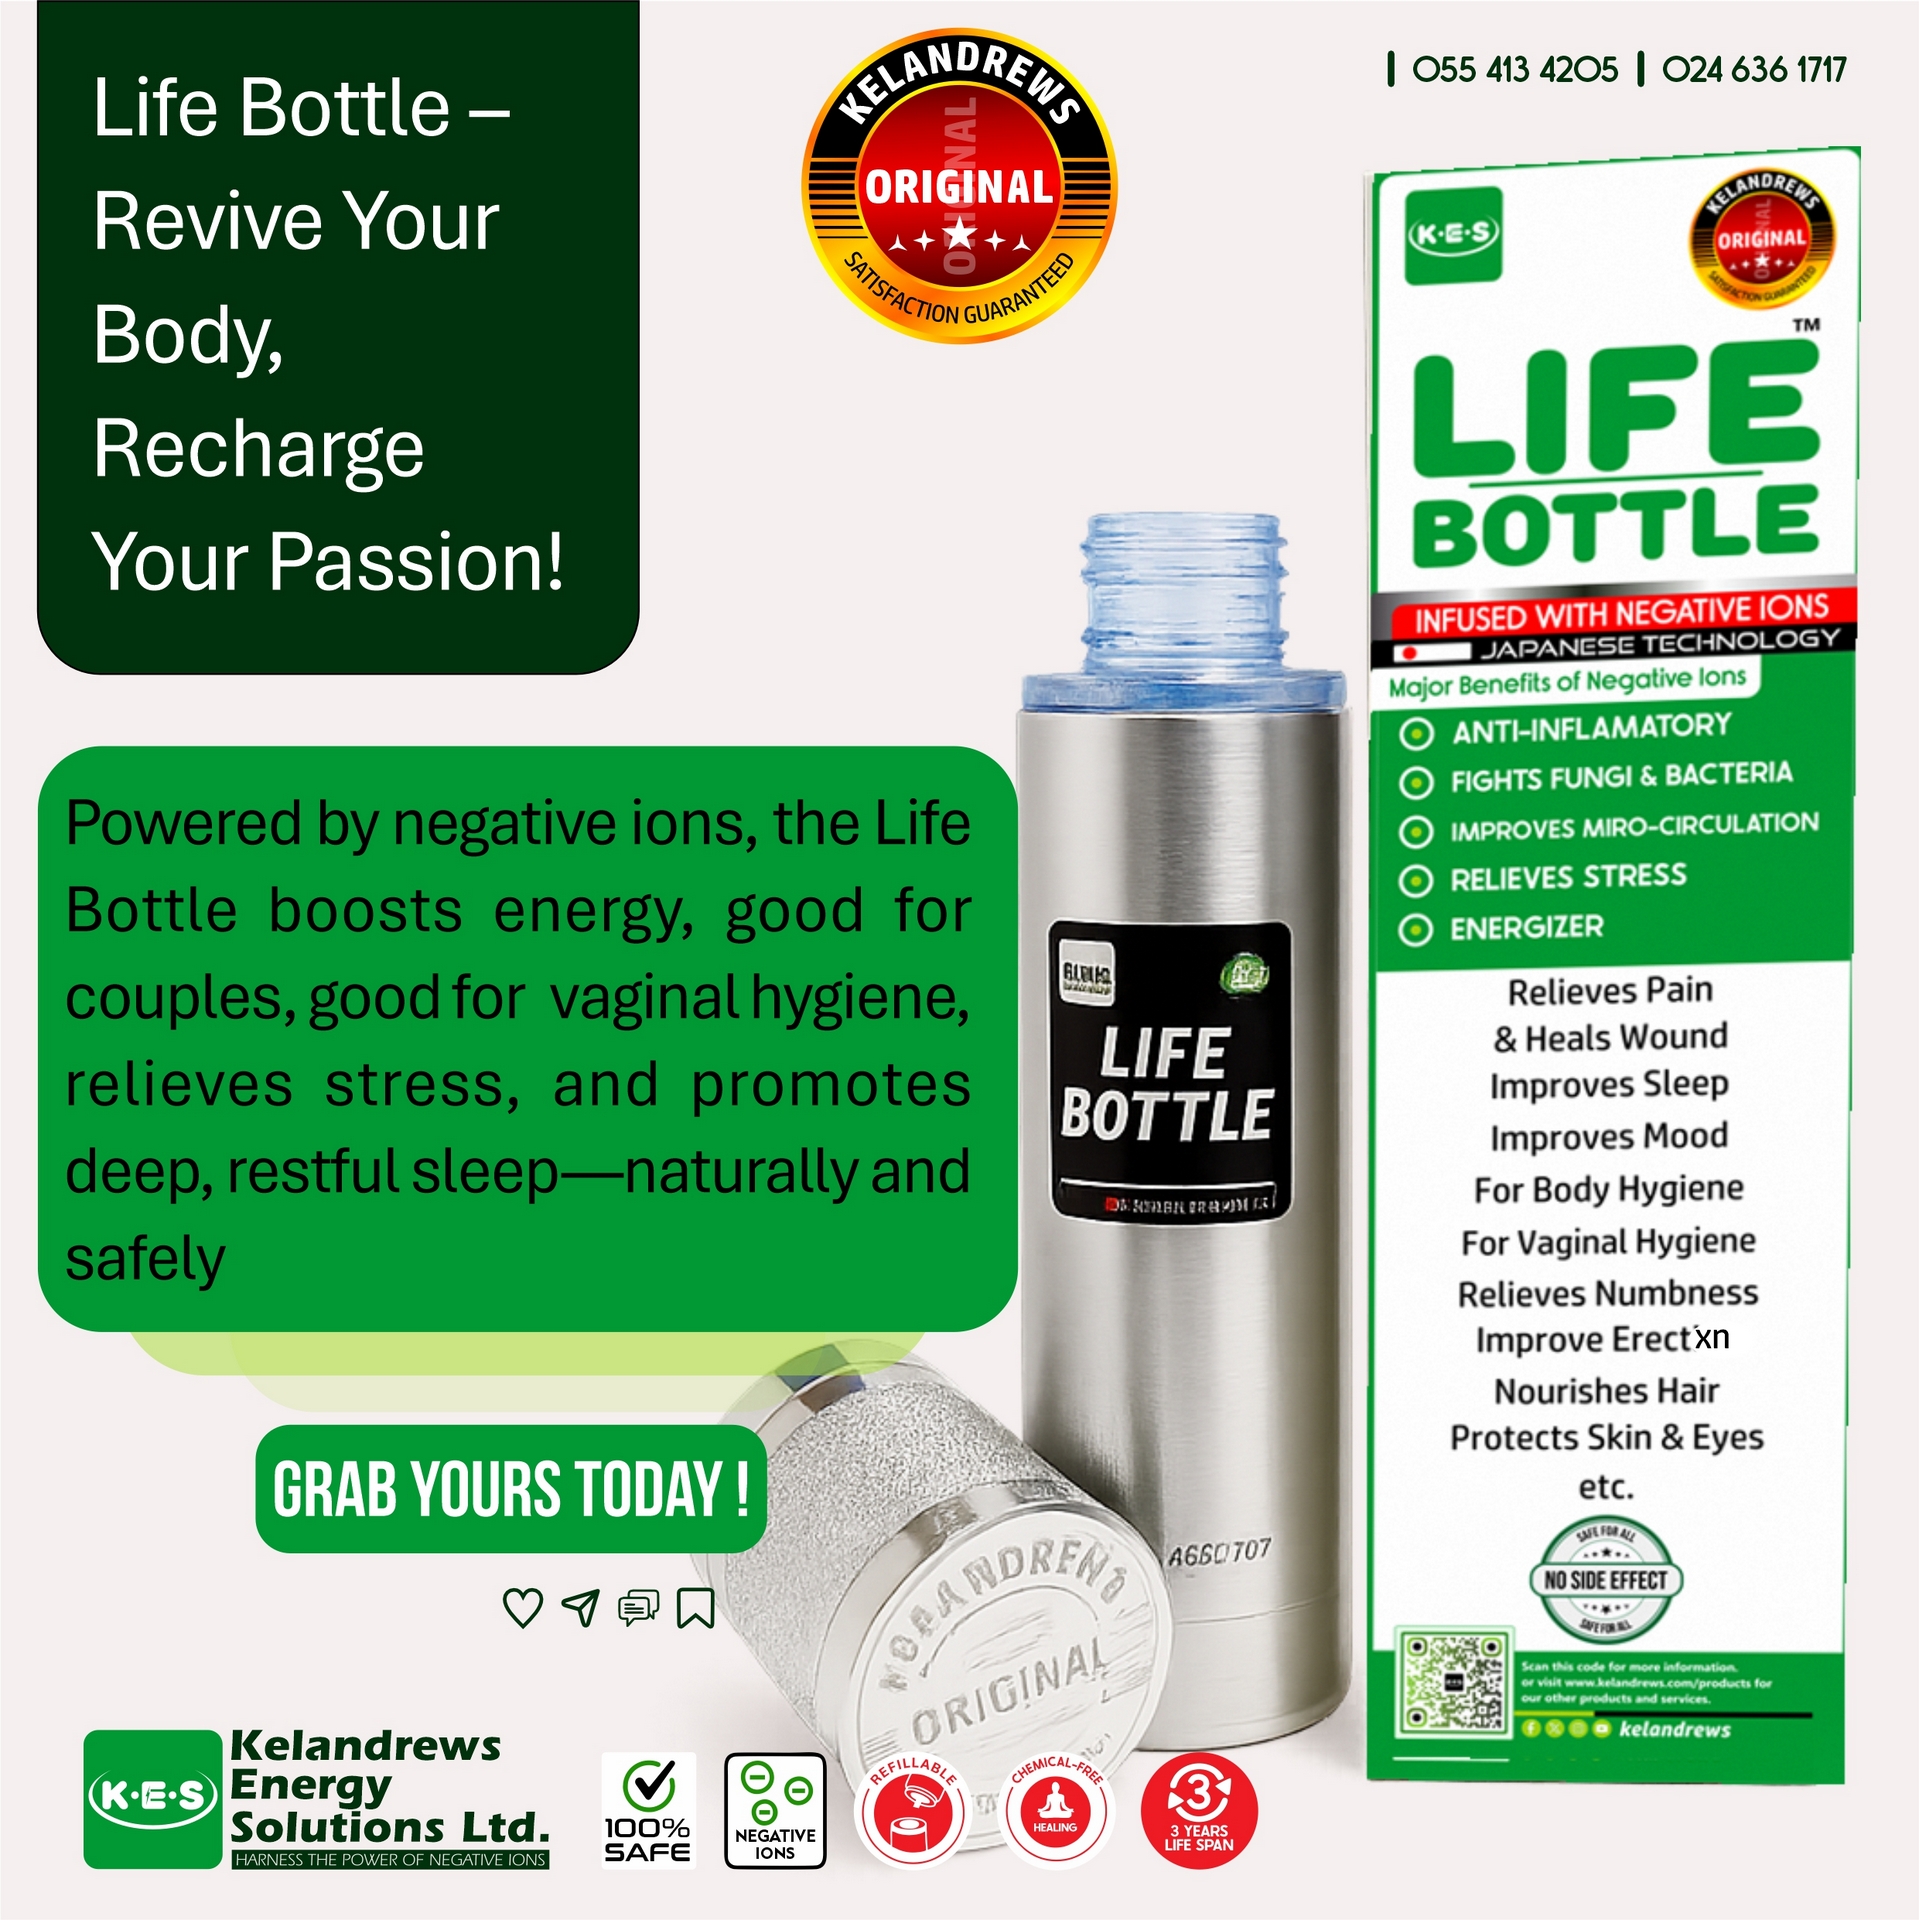 Life Bottle –
Revive Your
Body,
Recharge
Your Passion!
KELANDREWS
ORIGINAL
ORIGINAL
SATISFACTION GUARANTEED
055 413 4205 | 024 636 1717
K·E·S
KELANDREWS
ORIGINAL
SATISFACTION GUARANTEED
TM
LIFE
BOTTLE
INFUSED WITH NEGATIVE IONS
JAPANESE TECHNOLOGY
Major Benefits of Negative Ions
ANTI-INFLAMATORY
FIGHTS FUNGI & BACTERIA
IMPROVES MIRO-CIRCULATION
RELIEVES STRESS
ENERGIZER
Relieves Pain
& Heals Wound
Improves Sleep
Improves Mood
For Body Hygiene
For Vaginal Hygiene
Relieves Numbness
Improve Erectxn
Nourishes Hair
Protects Skin & Eyes
etc.
SAFE FOR ALL
NO SIDE EFFECT
SAFE FOR ALL
Scan this code for more information.
or visit www.kelandrews.com/products for
our other products and services.
kelandrews
Powered by negative ions, the Life
Bottle boosts energy, good for
couples, good for vaginal hygiene,
relieves stress, and promotes
deep, restful sleep—naturally and
safely
LIFE
BOTTLE
GRAB YOURS TODAY !
ORIGINAL
K·E·S
Kelandrews
Energy
Solutions Ltd.
HARNESS THE POWER OF NEGATIVE IONS
100%
SAFE
NEGATIVE
IONS
REFILLABLE
CHEMICAL-FREE
HEALING
3
3 YEARS
LIFE SPAN